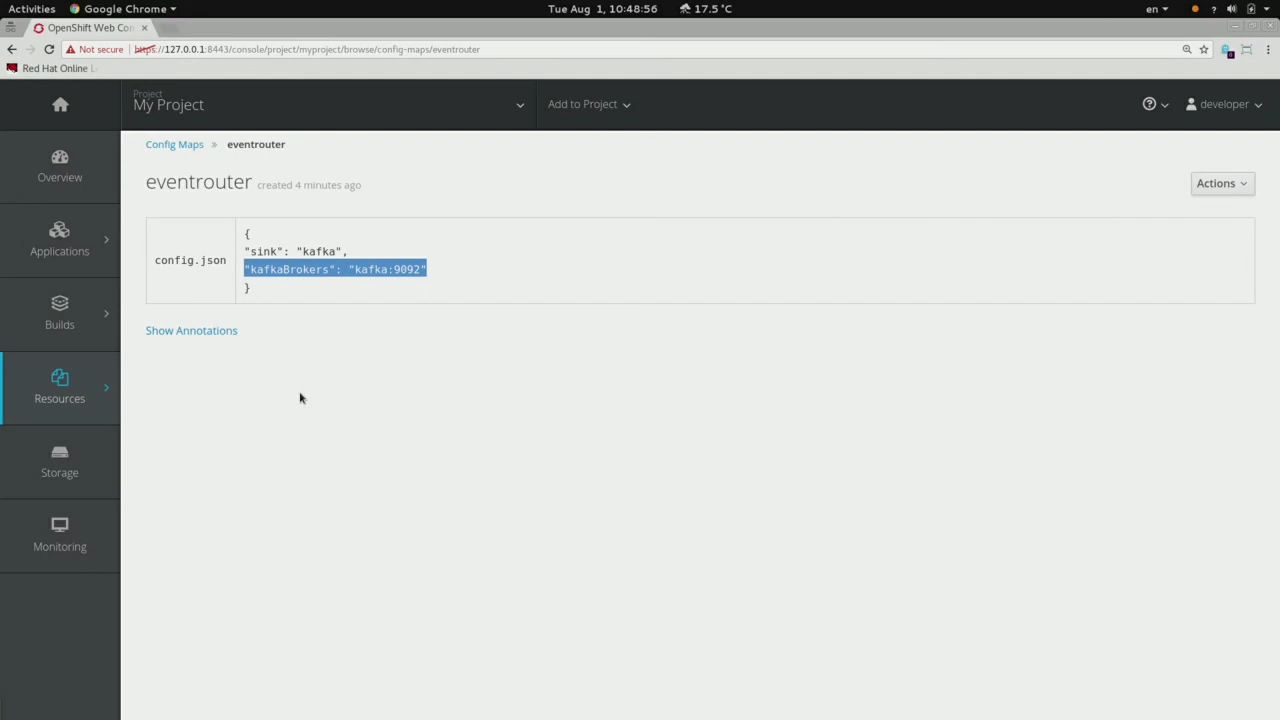 Activities
Google Chrome
Tue Aug 1, 10:48:56
17.5 °C
en
?
OpenShift Web Con
Not secure
https://127.0.0.1:8443/console/project/myproject/browse/config-maps/eventrouter
Red Hat Online L
Project
My Project
Add to Project
developer
Config Maps » eventrouter
eventrouter created 4 minutes ago
Actions
config.json
{
"sink": "kafka",
"kafkaBrokers": "kafka:9092"
}
Show Annotations
Overview
Applications
Builds
Resources
Storage
Monitoring